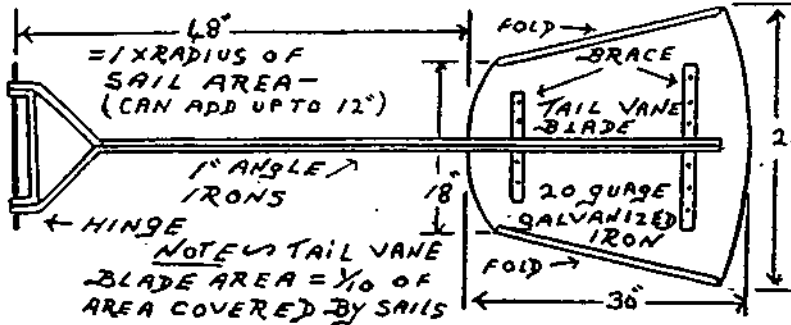 48"
= 1 X RADIUS OF
SAIL AREA—
(CAN ADD UP TO 12")
FOLD
BRACE
TAIL VANE
BLADE
1" ANGLE
IRONS
18"
20 GUAGE
GALVANIZED
IRON
HINGE
NOTE ~ TAIL VANE
BLADE AREA = 1/10 OF
AREA COVERED BY SAILS
FOLD
30"
2